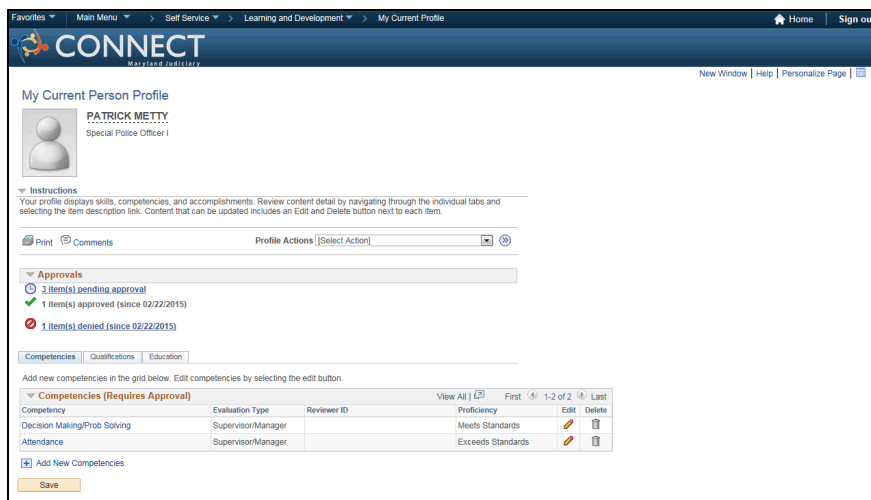 Favorites Main Menu > Self Service > Learning and Development > My Current Profile Home Sign ou
CONNECT
Maryland Judiciary
New Window | Help | Personalize Page |
My Current Person Profile
PATRICK METTY
Special Police Officer I
Instructions
Your profile displays skills, competencies, and accomplishments. Review content detail by navigating through the individual tabs and
selecting the item description link. Content that can be updated includes an Edit and Delete button next to each item.
Print Comments Profile Actions [Select Action]
Approvals
3 item(s) pending approval
1 item(s) approved (since 02/22/2015)
1 item(s) denied (since 02/22/2015)
Competencies Qualifications Education
Add new competencies in the grid below. Edit competencies by selecting the edit button.
Competencies (Requires Approval) View All | First 1-2 of 2 Last
Competency Evaluation Type Reviewer ID Proficiency Edit Delete
Decision Making/Prob Solving Supervisor/Manager Meets Standards
Attendance Supervisor/Manager Exceeds Standards
Add New Competencies
Save